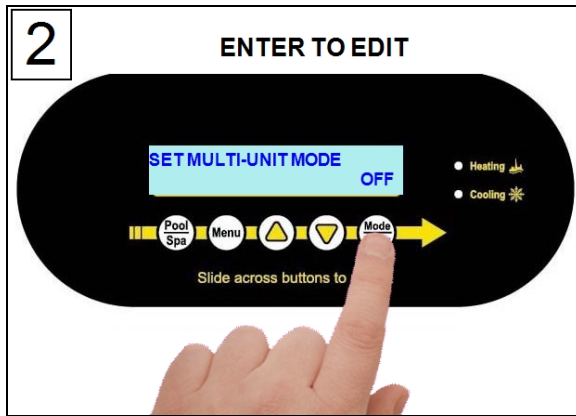 2
ENTER TO EDIT
SET MULTI-UNIT MODE
OFF
Heating
Cooling
Pool
Spa
Menu
Mode
Slide across buttons to